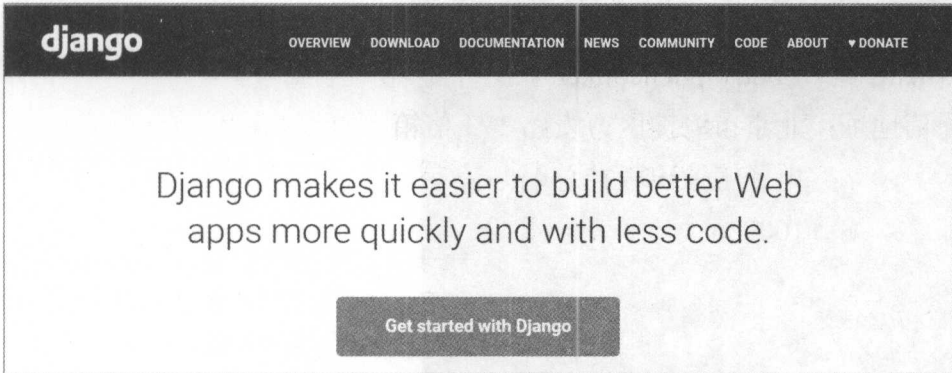 django OVERVIEW DOWNLOAD DOCUMENTATION NEWS COMMUNITY CODE ABOUT ♥ DONATE
Django makes it easier to build better Web
apps more quickly and with less code.
Get started with Django